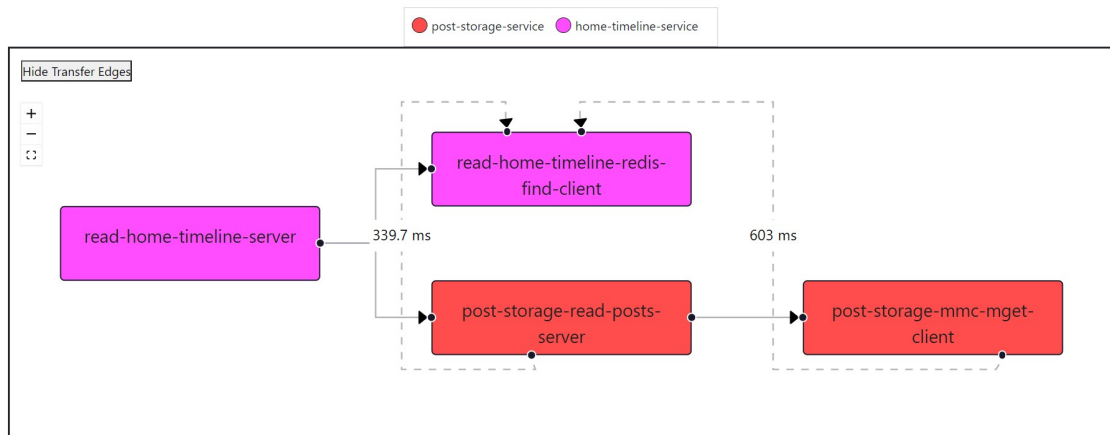 post-storage-service home-timeline-service
Hide Transfer Edges
read-home-timeline-redis-
find-client
read-home-timeline-server
339.7 ms
603 ms
post-storage-read-posts-
server
post-storage-mmc-mget-
client